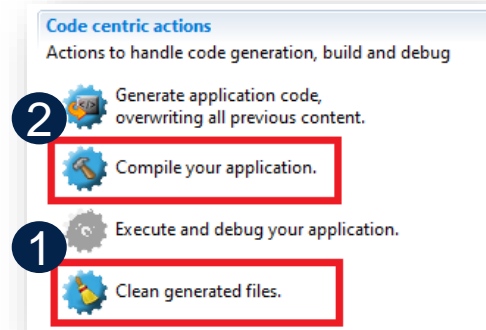 Code centric actions
Actions to handle code generation, build and debug
Generate application code,
overwriting all previous content.
2
Compile your application.
Execute and debug your application.
1
Clean generated files.